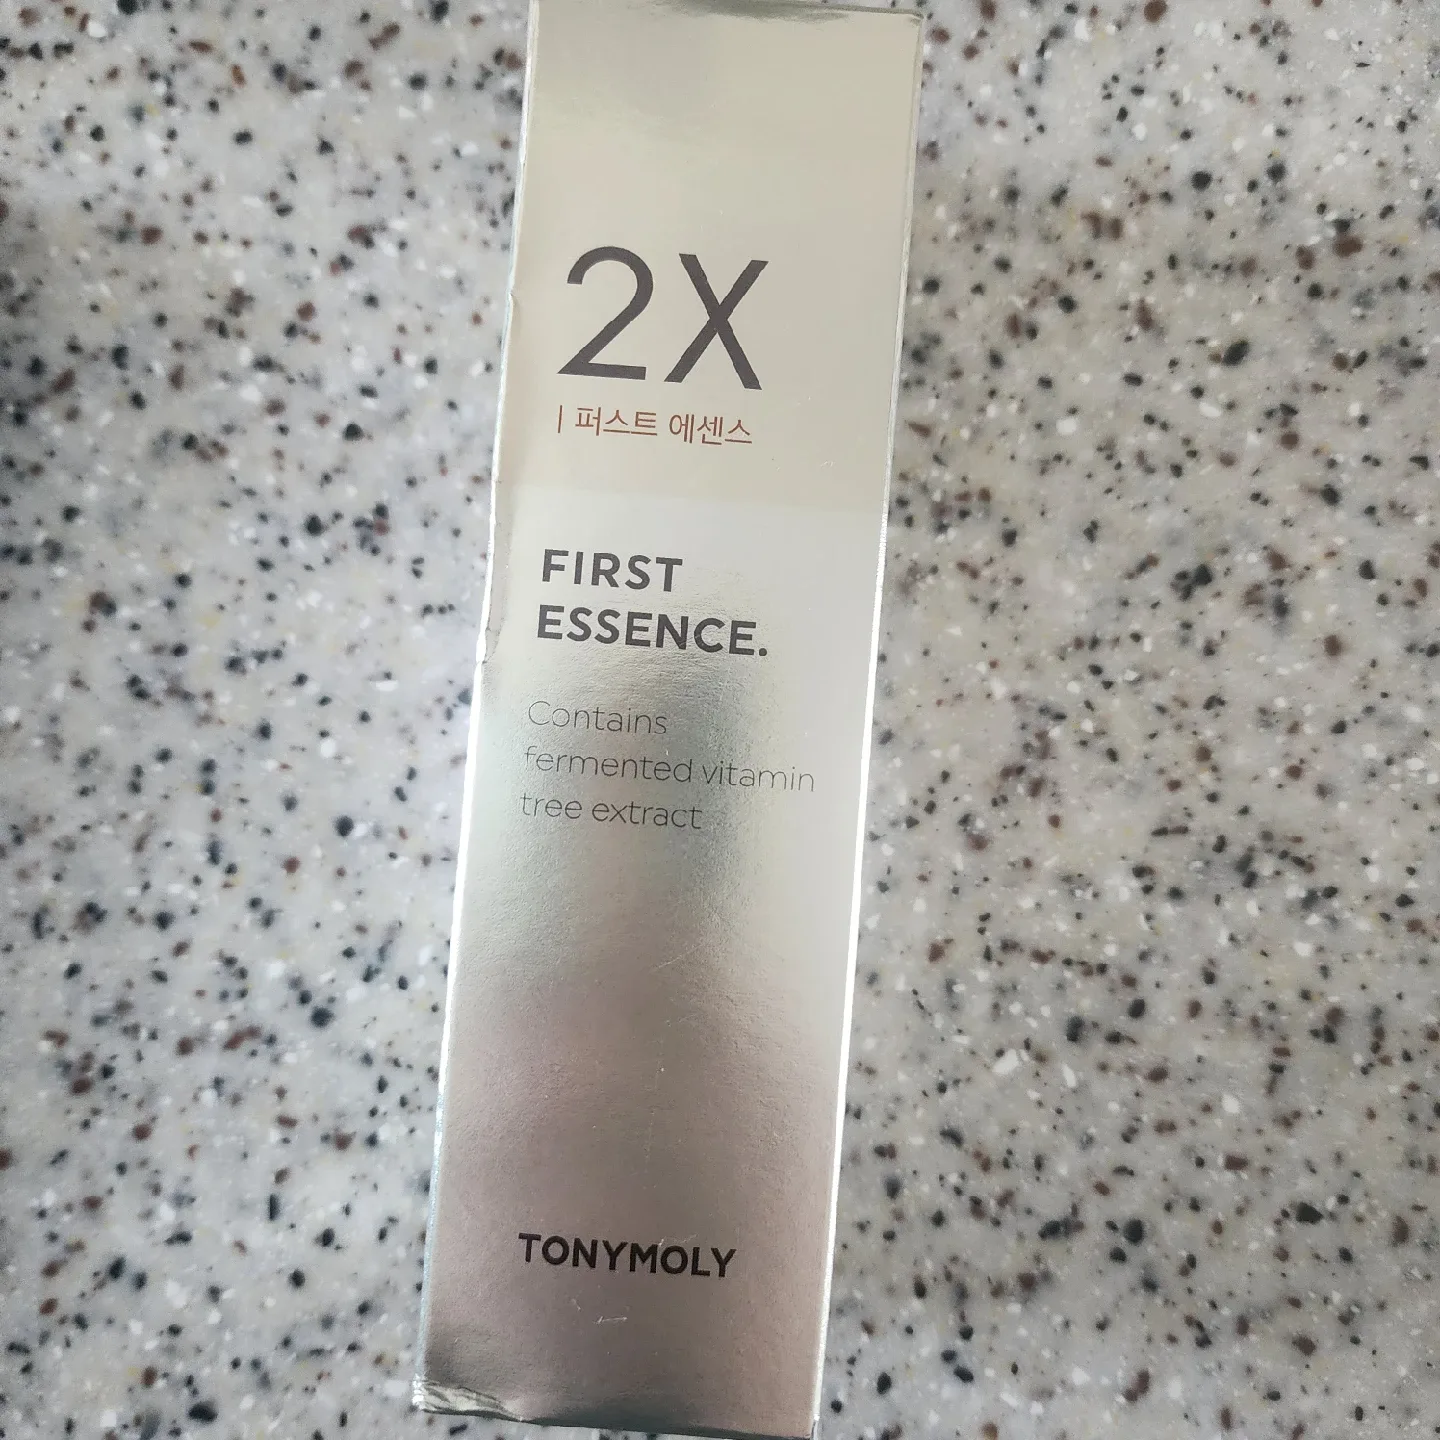 2X
| 퍼스트 에센스
FIRST
ESSENCE.
Contains
fermented vitamin
tree extract
TONYMOLY